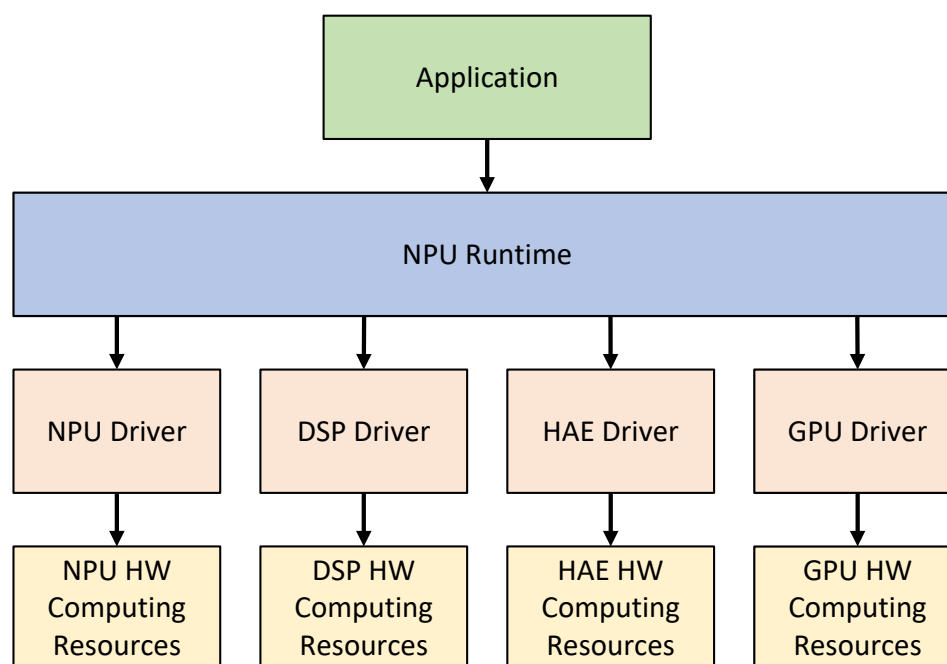 Application
NPU Runtime
NPU Driver
DSP Driver
HAE Driver
GPU Driver
NPU HW
Computing
Resources
DSP HW
Computing
Resources
HAE HW
Computing
Resources
GPU HW
Computing
Resources